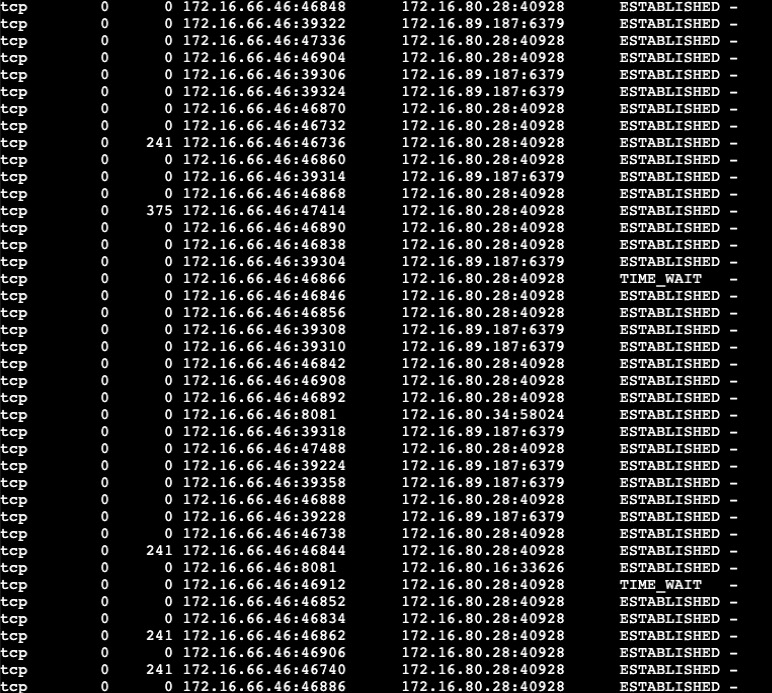 tcp 0 0 172.16.66.46:46848 172.16.80.28:40928 ESTABLISHED -
tcp 0 0 172.16.66.46:39322 172.16.89.187:6379 ESTABLISHED -
tcp 0 0 172.16.66.46:47336 172.16.80.28:40928 ESTABLISHED -
tcp 0 0 172.16.66.46:46904 172.16.80.28:40928 ESTABLISHED -
tcp 0 0 172.16.66.46:39306 172.16.89.187:6379 ESTABLISHED -
tcp 0 0 172.16.66.46:39324 172.16.89.187:6379 ESTABLISHED -
tcp 0 0 172.16.66.46:46870 172.16.80.28:40928 ESTABLISHED -
tcp 0 0 172.16.66.46:46732 172.16.80.28:40928 ESTABLISHED -
tcp 0 241 172.16.66.46:46736 172.16.80.28:40928 ESTABLISHED -
tcp 0 0 172.16.66.46:46860 172.16.80.28:40928 ESTABLISHED -
tcp 0 0 172.16.66.46:39314 172.16.89.187:6379 ESTABLISHED -
tcp 0 0 172.16.66.46:46868 172.16.80.28:40928 ESTABLISHED -
tcp 0 375 172.16.66.46:47414 172.16.80.28:40928 ESTABLISHED -
tcp 0 0 172.16.66.46:46890 172.16.80.28:40928 ESTABLISHED -
tcp 0 0 172.16.66.46:46838 172.16.80.28:40928 ESTABLISHED -
tcp 0 0 172.16.66.46:39304 172.16.89.187:6379 ESTABLISHED -
tcp 0 0 172.16.66.46:46866 172.16.80.28:40928 TIME_WAIT -
tcp 0 0 172.16.66.46:46846 172.16.80.28:40928 ESTABLISHED -
tcp 0 0 172.16.66.46:46856 172.16.80.28:40928 ESTABLISHED -
tcp 0 0 172.16.66.46:39308 172.16.89.187:6379 ESTABLISHED -
tcp 0 0 172.16.66.46:39310 172.16.89.187:6379 ESTABLISHED -
tcp 0 0 172.16.66.46:46842 172.16.80.28:40928 ESTABLISHED -
tcp 0 0 172.16.66.46:46908 172.16.80.28:40928 ESTABLISHED -
tcp 0 0 172.16.66.46:46892 172.16.80.28:40928 ESTABLISHED -
tcp 0 0 172.16.66.46:8081 172.16.80.34:58024 ESTABLISHED -
tcp 0 0 172.16.66.46:39318 172.16.89.187:6379 ESTABLISHED -
tcp 0 0 172.16.66.46:47488 172.16.80.28:40928 ESTABLISHED -
tcp 0 0 172.16.66.46:39224 172.16.89.187:6379 ESTABLISHED -
tcp 0 0 172.16.66.46:39358 172.16.89.187:6379 ESTABLISHED -
tcp 0 0 172.16.66.46:46888 172.16.80.28:40928 ESTABLISHED -
tcp 0 0 172.16.66.46:39228 172.16.89.187:6379 ESTABLISHED -
tcp 0 0 172.16.66.46:46738 172.16.80.28:40928 ESTABLISHED -
tcp 0 241 172.16.66.46:46844 172.16.80.28:40928 ESTABLISHED -
tcp 0 0 172.16.66.46:8081 172.16.80.16:33626 ESTABLISHED -
tcp 0 0 172.16.66.46:46912 172.16.80.28:40928 TIME_WAIT -
tcp 0 0 172.16.66.46:46852 172.16.80.28:40928 ESTABLISHED -
tcp 0 0 172.16.66.46:46834 172.16.80.28:40928 ESTABLISHED -
tcp 0 241 172.16.66.46:46862 172.16.80.28:40928 ESTABLISHED -
tcp 0 0 172.16.66.46:46906 172.16.80.28:40928 ESTABLISHED -
tcp 0 241 172.16.66.46:46740 172.16.80.28:40928 ESTABLISHED -
tcp 0 0 172.16.66.46:46886 172.16.80.28:40928 ESTABLISHED -